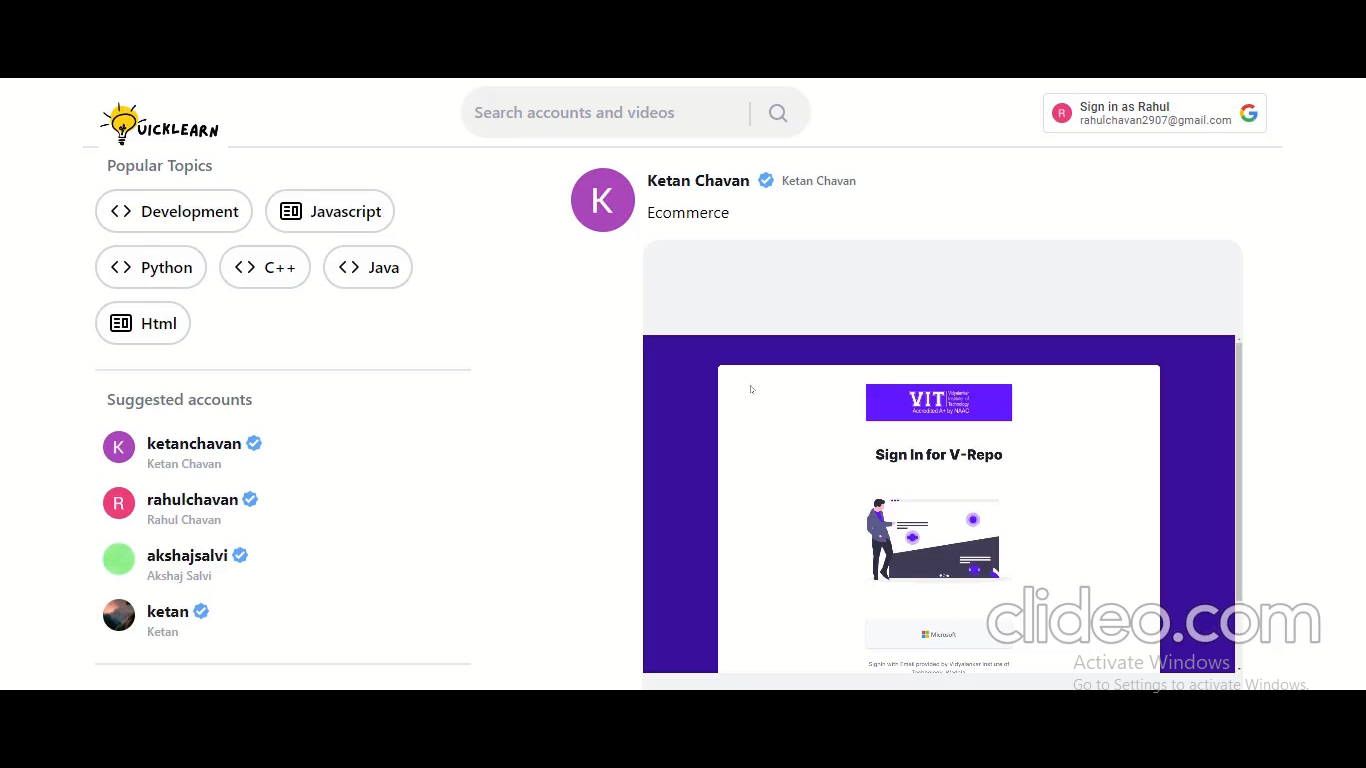 UICKLEARN
Search accounts and videos
Sign in as Rahul
rahulchavan2907@gmail.com
Popular Topics
Development
Javascript
Python
C++
Java
Html
Suggested accounts
K
ketanchavan
Ketan Chavan
R
rahulchavan
Rahul Chavan
akshajsalvi
Akshaj Salvi
ketan
Ketan
K
Ketan Chavan Ketan Chavan
Ecommerce
VIT
Vidyalankar
Institute of
Technology
Accredited A+ by NAAC
Sign In for V-Repo
Microsoft
SignIn with Email provided by Vidyalankar Institute of
clideo.com
Activate Windows
Go to Settings to activate Windows.